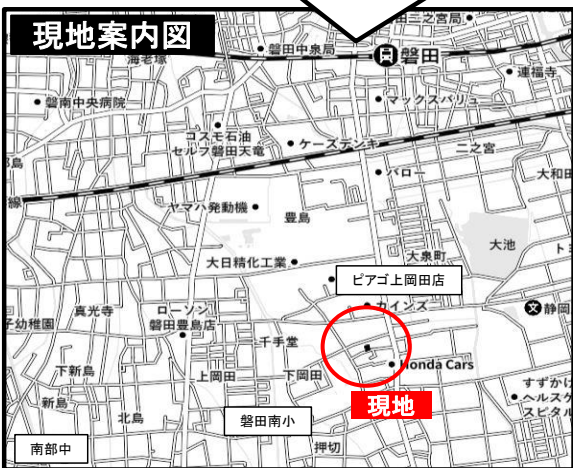 現地案内図
二之宮局
磐田中泉局
磐田
海老塚
連福寺
磐南中央病院
マックスバリュ
コスモ石油
セルフ磐田天竜
ケーズデンキ
二之宮
バロー
大和田
線
ヤマハ発動機
豊島
大池
大泉町
大日精化工業
ピアゴ上岡田店
カインズ
真光寺
ローソン
磐田豊島店
静岡
子幼稚園
千手堂
下新島
上岡田
下岡田
Honda Cars
新島
すずかけ
ヘルスケ
スピタル
現地
北島
磐田南小
南部中
押切